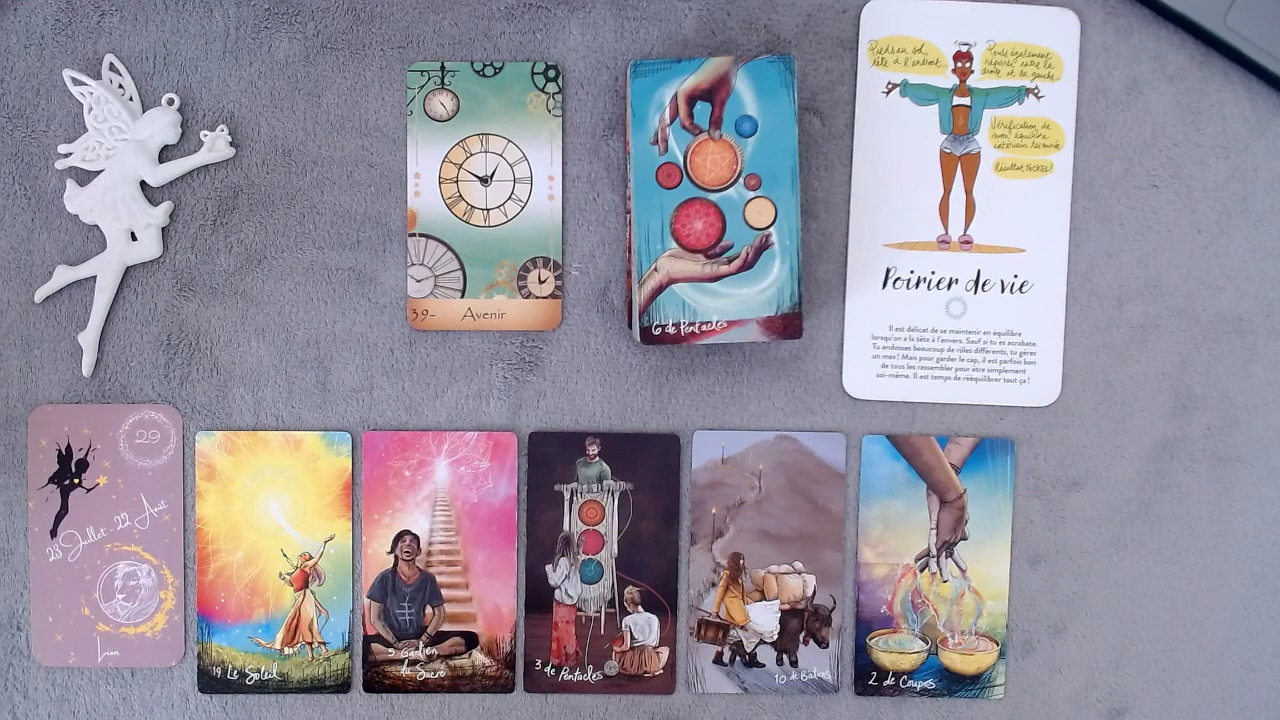 39- Avenir
6 de Pentacles
Pieds au sol,
tête à l'endroit.
Poids également
répartis entre la
droite et la gauche
Vérification de
mon équilibre
intérieur terminée
Résultat NICKEL!
Poirier de vie
Il est délicat de se maintenir en équilibre
lorsqu'on a la tête à l'envers. Sauf si tu es acrobate.
Tu endosses beaucoup de rôles différents, tu gères
un max! Mais pour garder le cap, il est parfois bon
de tous les rassembler pour être simplement
soi-même. Il est temps de rééquilibrer tout ça!
29
23 Juillet - 22 Août
Lion
19 Le Soleil
5 Gardien
du Sacré
3 de Pentacles
10 de Batons
2 de Coupes